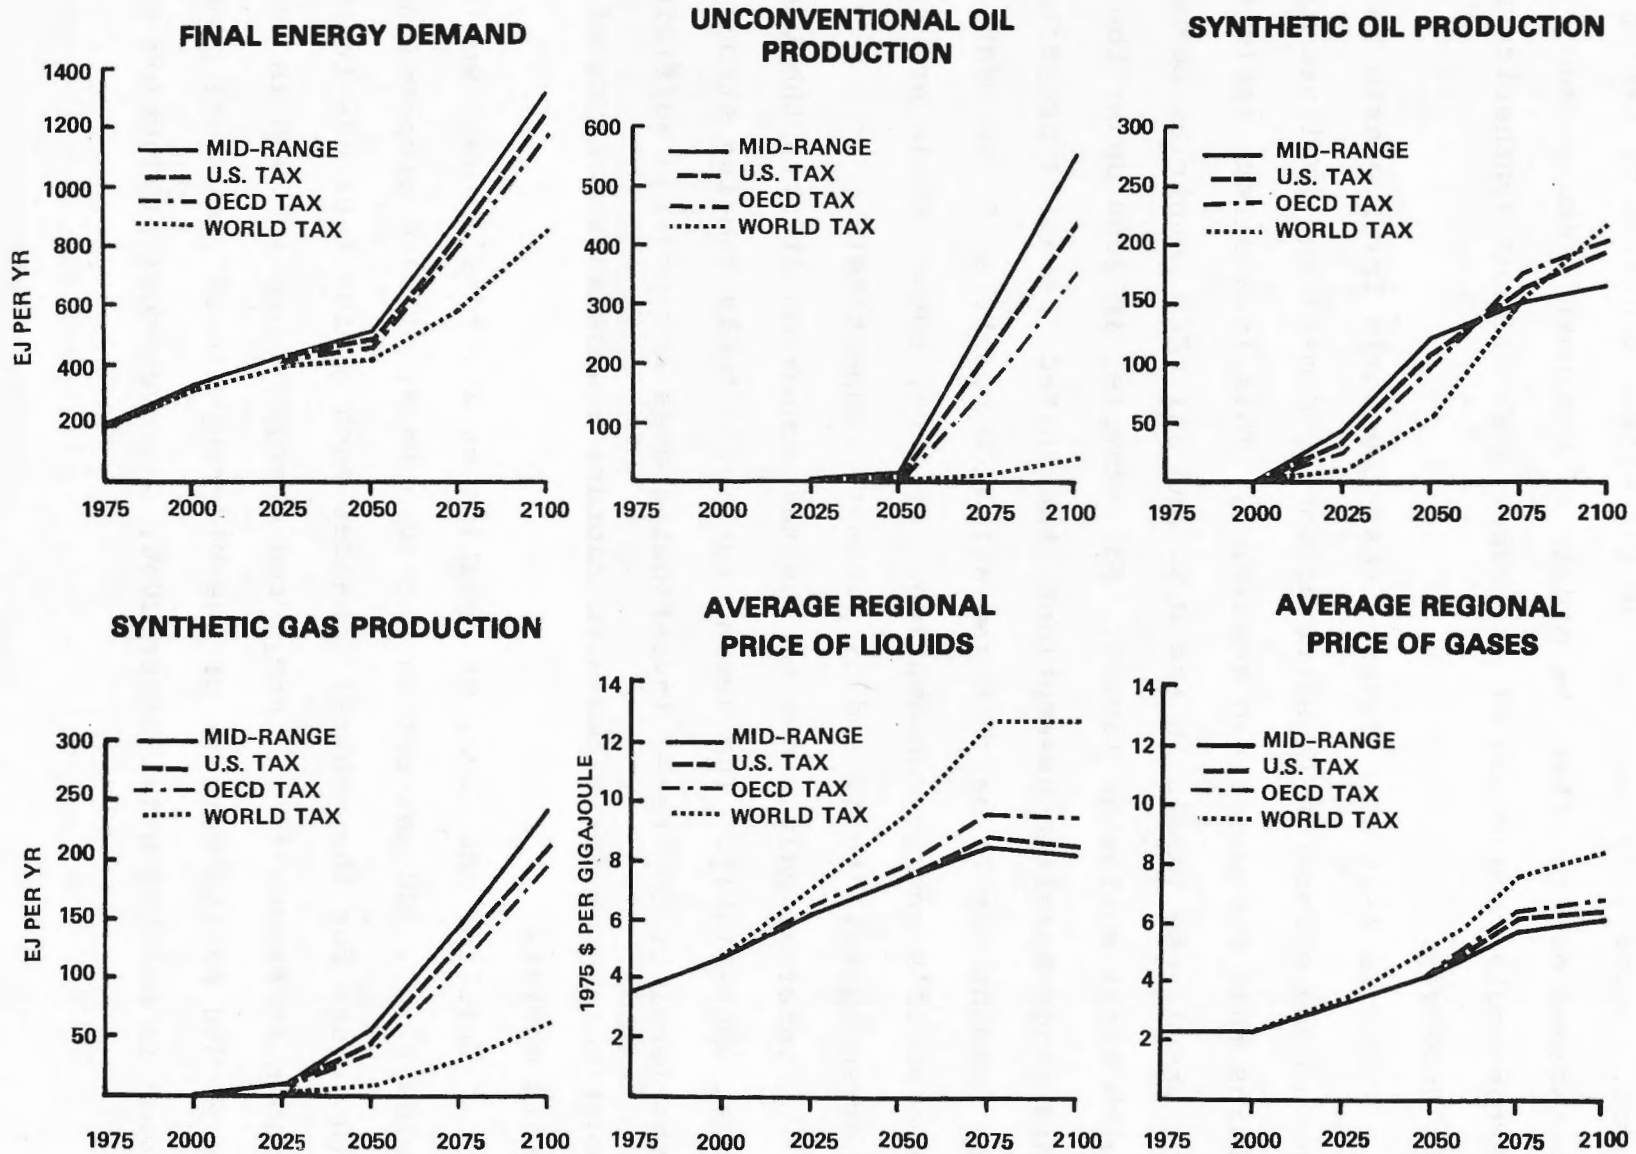 FINAL ENERGY DEMAND
1400
1200
1000
800
600
400
200
EJ PER YR
MID-RANGE
U.S. TAX
OECD TAX
WORLD TAX
1975 2000 2025 2050 2075 2100
UNCONVENTIONAL OIL
PRODUCTION
600
500
400
300
200
100
MID-RANGE
U.S. TAX
OECD TAX
WORLD TAX
1975 2000 2025 2050 2075 2100
SYNTHETIC OIL PRODUCTION
300
250
200
150
100
50
MID-RANGE
U.S. TAX
OECD TAX
WORLD TAX
1975 2000 2025 2050 2075 2100
SYNTHETIC GAS PRODUCTION
300
250
200
150
100
50
EJ PER YR
MID-RANGE
U.S. TAX
OECD TAX
WORLD TAX
1975 2000 2025 2050 2075 2100
AVERAGE REGIONAL
PRICE OF LIQUIDS
14
12
10
8
6
4
2
1975 $ PER GIGAJOULE
MID-RANGE
U.S. TAX
OECD TAX
WORLD TAX
1975 2000 2025 2050 2075 2100
AVERAGE REGIONAL
PRICE OF GASES
14
12
10
8
6
4
2
MID-RANGE
U.S. TAX
OECD TAX
WORLD TAX
1975 2000 2025 2050 2075 2100